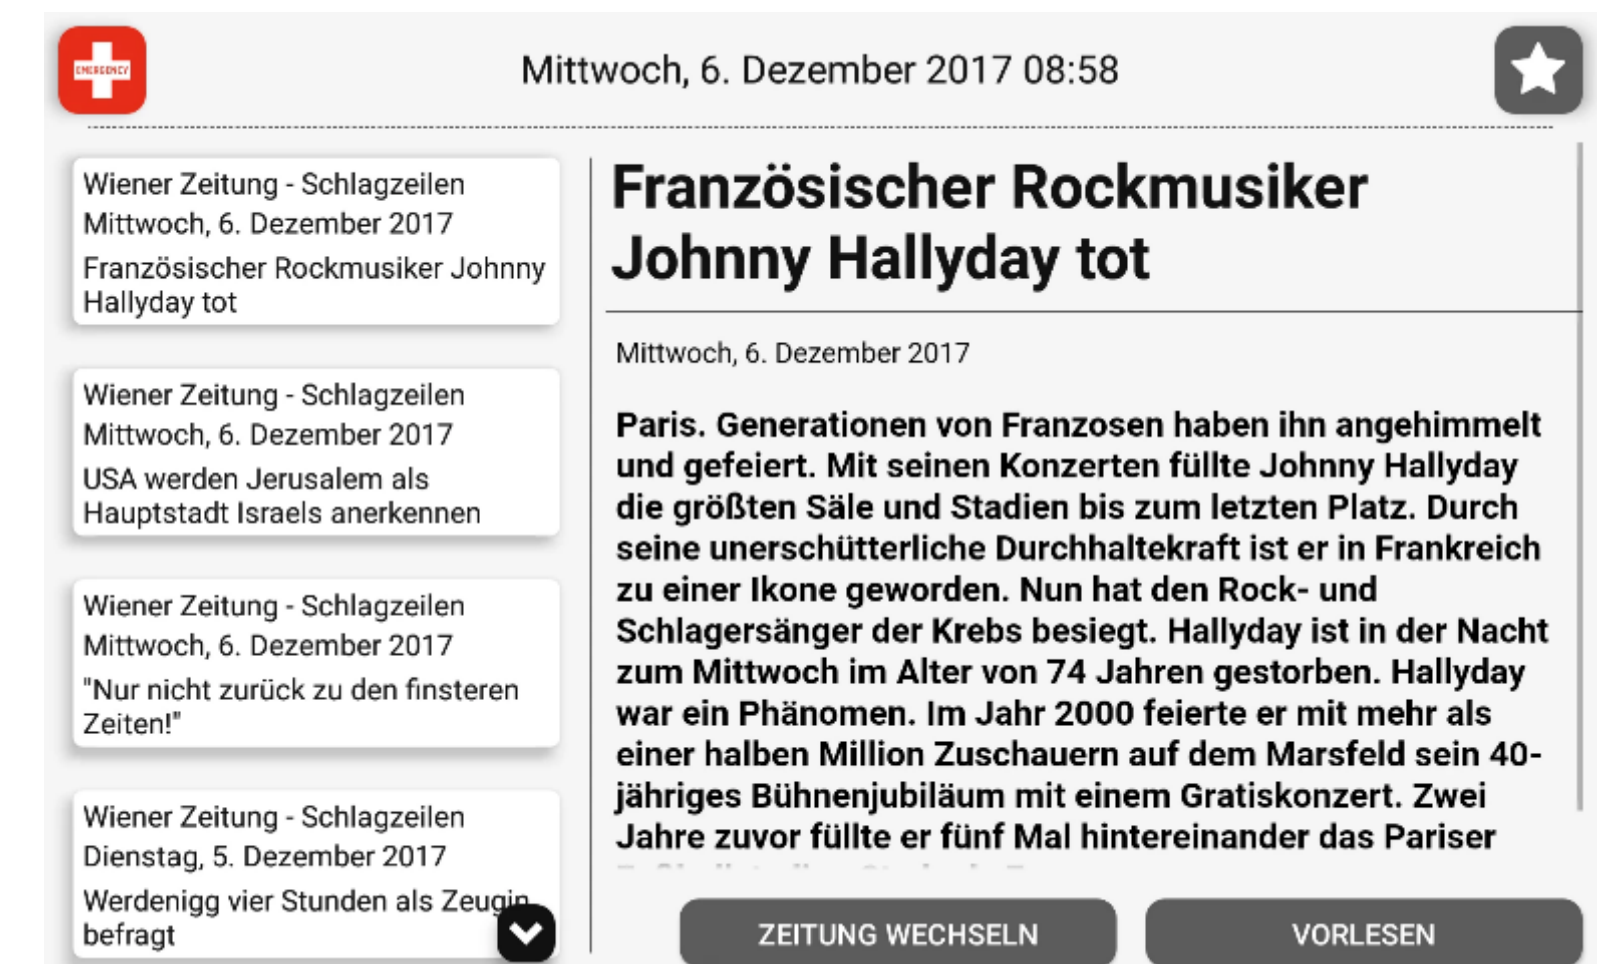 EMERGENCY
Mittwoch, 6. Dezember 2017 08:58
Wiener Zeitung - Schlagzeilen
Mittwoch, 6. Dezember 2017
Französischer Rockmusiker Johnny
Hallyday tot
Wiener Zeitung - Schlagzeilen
Mittwoch, 6. Dezember 2017
USA werden Jerusalem als
Hauptstadt Israels anerkennen
Wiener Zeitung - Schlagzeilen
Mittwoch, 6. Dezember 2017
"Nur nicht zurück zu den finsteren
Zeiten!"
Wiener Zeitung - Schlagzeilen
Dienstag, 5. Dezember 2017
Werdenigg vier Stunden als Zeugin
befragt
Französischer Rockmusiker
Johnny Hallyday tot
Mittwoch, 6. Dezember 2017
Paris. Generationen von Franzosen haben ihn angehimmelt
und gefeiert. Mit seinen Konzerten füllte Johnny Hallyday
die größten Säle und Stadien bis zum letzten Platz. Durch
seine unerschütterliche Durchhaltekraft ist er in Frankreich
zu einer Ikone geworden. Nun hat den Rock- und
Schlagersänger der Krebs besiegt. Hallyday ist in der Nacht
zum Mittwoch im Alter von 74 Jahren gestorben. Hallyday
war ein Phänomen. Im Jahr 2000 feierte er mit mehr als
einer halben Million Zuschauern auf dem Marsfeld sein 40-
jähriges Bühnenjubiläum mit einem Gratiskonzert. Zwei
Jahre zuvor füllte er fünf Mal hintereinander das Pariser
ZEITUNG WECHSELN
VORLESEN